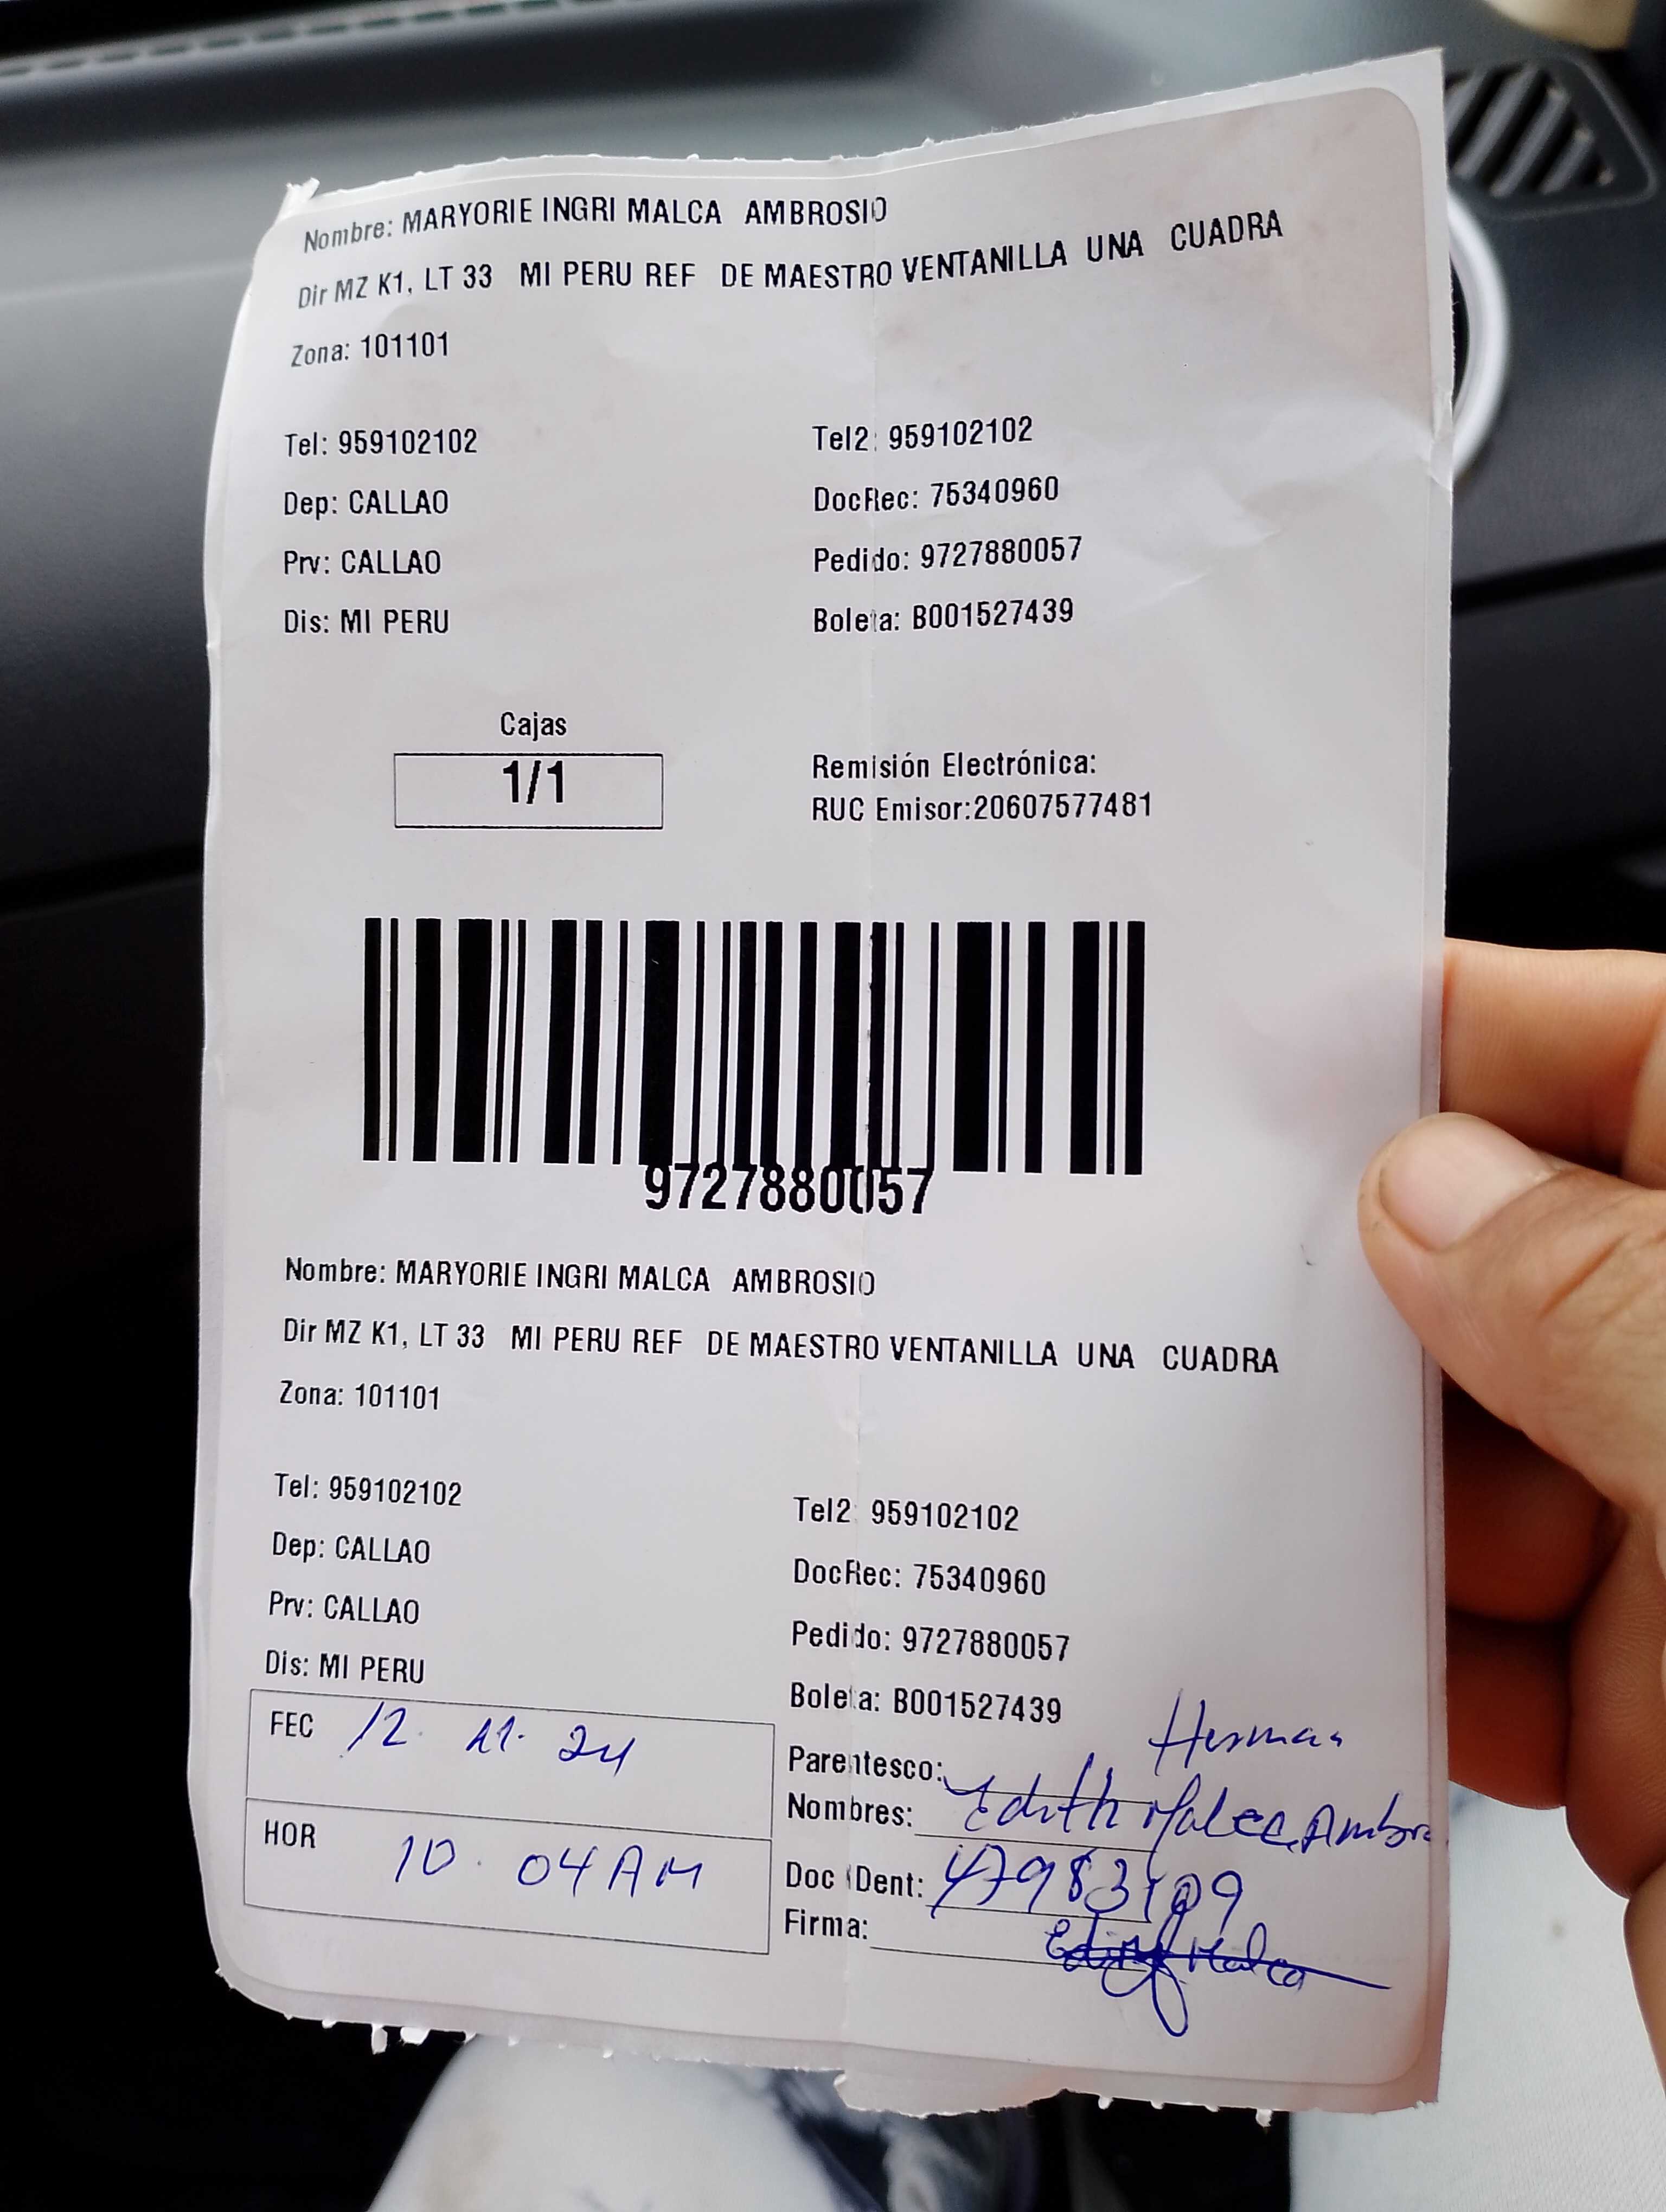 Nombre: MARYORIE INGRI MALCA AMBROSIO
Dir MZ K1, LT 33 MI PERU REF DE MAESTRO VENTANILLA UNA CUADRA
Zona: 101101
Tel: 959102102 Tel2: 959102102
Dep: CALLAO DocRec: 75340960
Prv: CALLAO Pedido: 9727880057
Dis: MI PERU Boleta: B001527439
Cajas
1/1
Remisión Electrónica:
RUC Emisor:20607577481
9727880057
Nombre: MARYORIE INGRI MALCA AMBROSIO
Dir MZ K1, LT 33 MI PERU REF DE MAESTRO VENTANILLA UNA CUADRA
Zona: 101101
Tel: 959102102 Tel2: 959102102
Dep: CALLAO DocRec: 75340960
Prv: CALLAO Pedido: 9727880057
Dis: MI PERU Boleta: B001527439
FEC 12. 11. 24
HOR 10. 04 AM
Parentesco: Hermana
Nombres: Edith Malca Ambro
Doc Dent:
Firma: Edith Malca